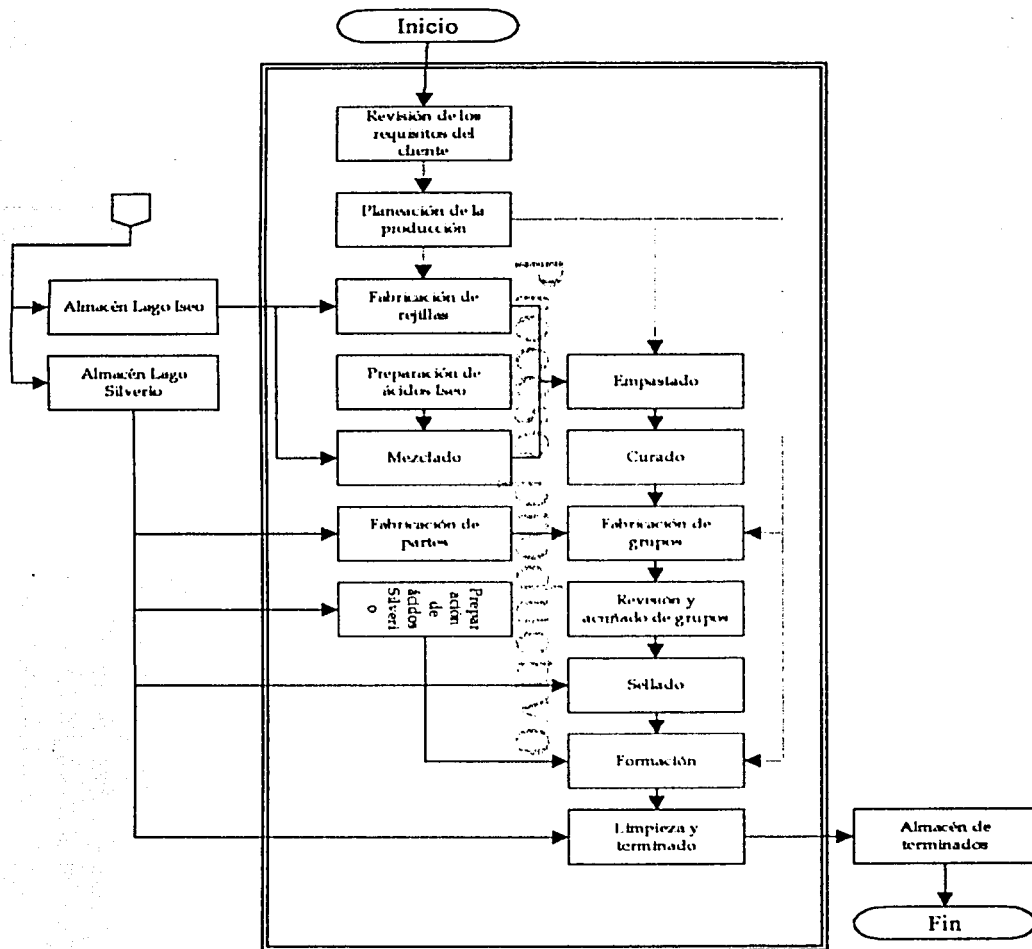 Inicio
Revisión de los
requisitos del
cliente
Planeación de la
producción
Almacén Lago Iseo
Fabricación de
rejillas
Almacén Lago
Silverio
Preparación de
ácidos Iseo
Empastado
Mezclado
Curado
Fabricación de
partes
Fabricación de
grupos
Prepar
ación
de
ácidos
Silveri
o
Revisión y
acuñado de grupos
Sellado
Formación
Limpieza y
terminado
Almacén de
terminados
Fin
Proceso productivo